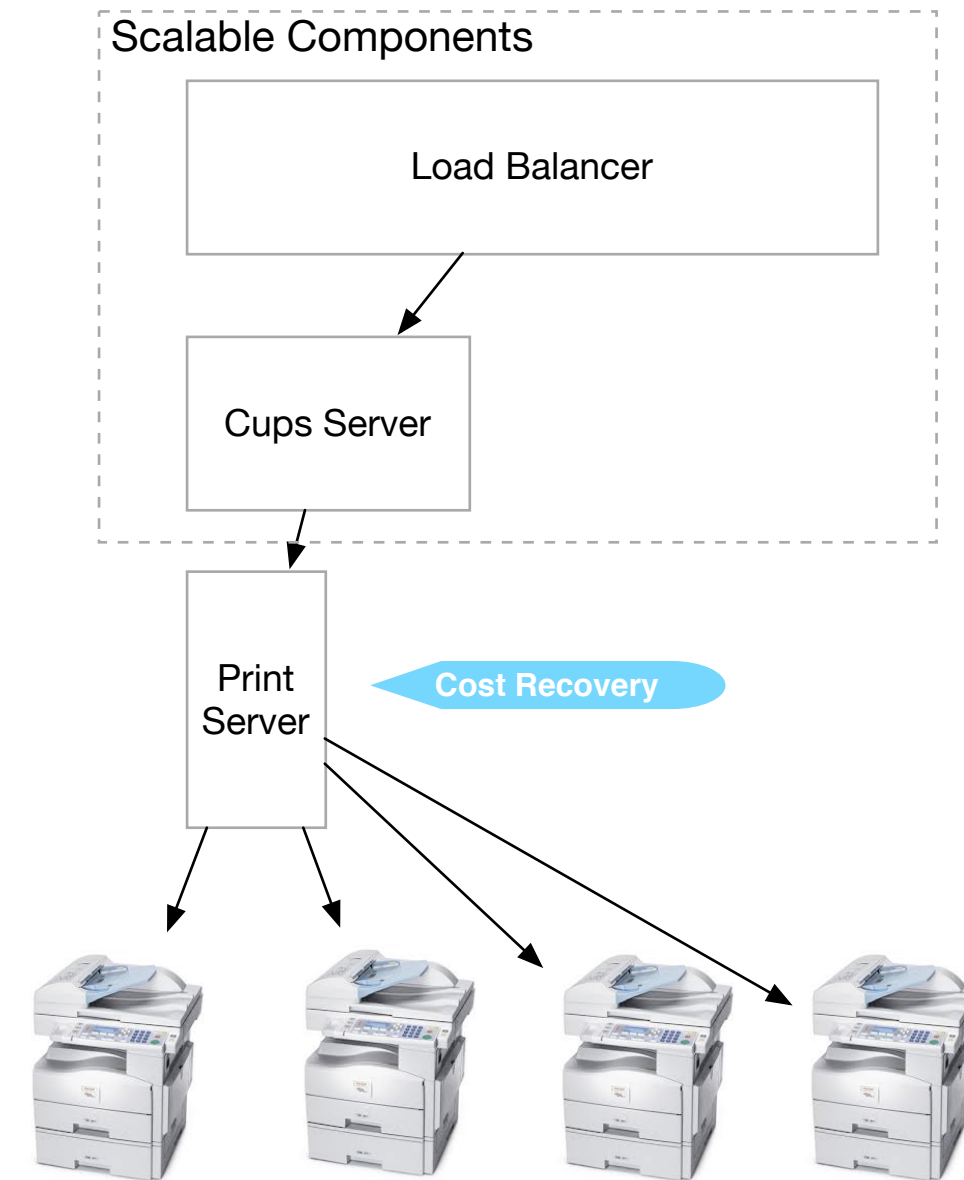 Scalable Components
Load Balancer
Cups Server
Print
Server
Cost Recovery